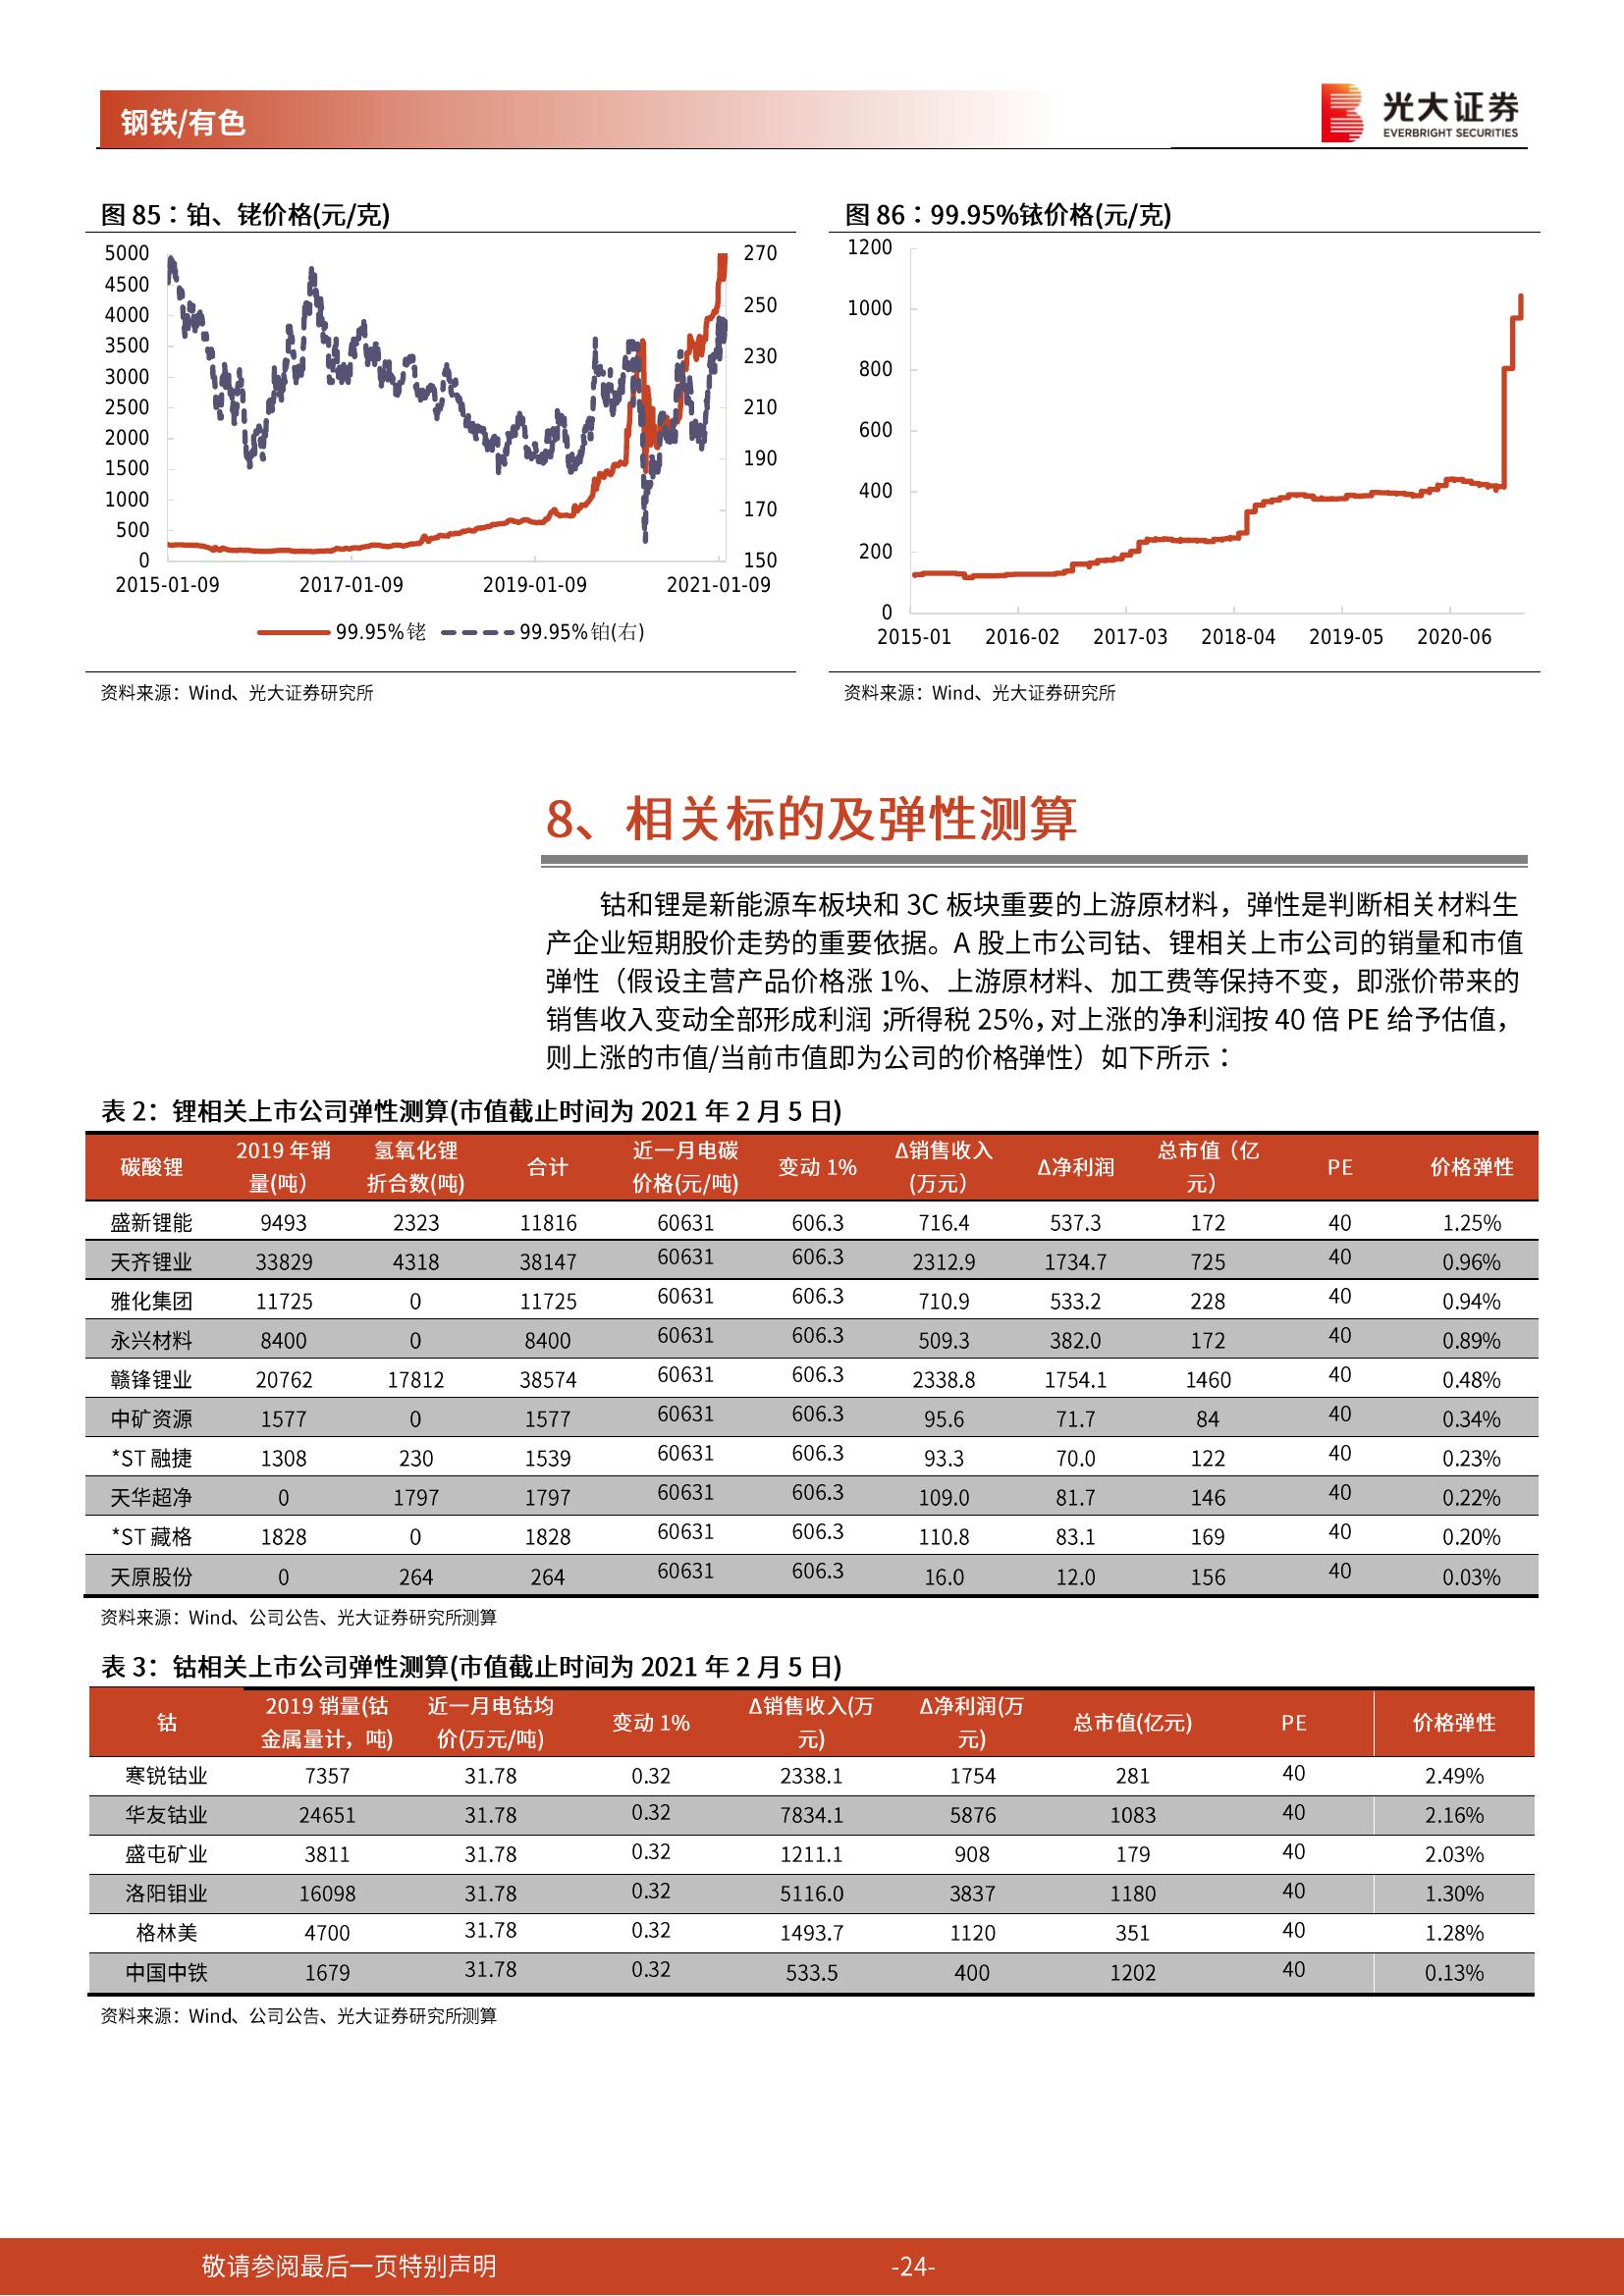 钢铁/有色
光大证券
EVERBRIGHT SECURITIES
图 85：铂、铑价格(元/克)
5000
4500
4000
3500
3000
2500
2000
1500
1000
500
0
270
250
230
210
190
170
150
2015-01-09 2017-01-09 2019-01-09 2021-01-09
99.95%铑 99.95%铂(右)
资料来源：Wind、光大证券研究所
图 86：99.95%铱价格(元/克)
1200
1000
800
600
400
200
0
2015-01 2016-02 2017-03 2018-04 2019-05 2020-06
资料来源：Wind、光大证券研究所
8、相关标的及弹性测算
钴和锂是新能源车板块和 3C 板块重要的上游原材料，弹性是判断相关材料生
产企业短期股价走势的重要依据。A 股上市公司钴、锂相关上市公司的销量和市值
弹性（假设主营产品价格涨 1%、上游原材料、加工费等保持不变，即涨价带来的
销售收入变动全部形成利润；所得税 25%，对上涨的净利润按 40 倍 PE 给予估值，
则上涨的市值/当前市值即为公司的价格弹性）如下所示：
表 2：锂相关上市公司弹性测算(市值截止时间为 2021 年 2 月 5 日)
碳酸锂 2019 年销量(吨） 氢氧化锂折合数(吨) 合计 近一月电碳价格(元/吨) 变动 1% Δ销售收入(万元） Δ净利润 总市值（亿元） PE 价格弹性
盛新锂能 9493 2323 11816 60631 606.3 716.4 537.3 172 40 1.25%
天齐锂业 33829 4318 38147 60631 606.3 2312.9 1734.7 725 40 0.96%
雅化集团 11725 0 11725 60631 606.3 710.9 533.2 228 40 0.94%
永兴材料 8400 0 8400 60631 606.3 509.3 382.0 172 40 0.89%
赣锋锂业 20762 17812 38574 60631 606.3 2338.8 1754.1 1460 40 0.48%
中矿资源 1577 0 1577 60631 606.3 95.6 71.7 84 40 0.34%
*ST 融捷 1308 230 1539 60631 606.3 93.3 70.0 122 40 0.23%
天华超净 0 1797 1797 60631 606.3 109.0 81.7 146 40 0.22%
*ST 藏格 1828 0 1828 60631 606.3 110.8 83.1 169 40 0.20%
天原股份 0 264 264 60631 606.3 16.0 12.0 156 40 0.03%
资料来源：Wind、公司公告、光大证券研究所测算
表 3：钴相关上市公司弹性测算(市值截止时间为 2021 年 2 月 5 日)
钴 2019 销量(钴金属量计，吨) 近一月电钴均价(万元/吨) 变动 1% Δ销售收入(万元) Δ净利润(万元) 总市值(亿元) PE 价格弹性
寒锐钴业 7357 31.78 0.32 2338.1 1754 281 40 2.49%
华友钴业 24651 31.78 0.32 7834.1 5876 1083 40 2.16%
盛屯矿业 3811 31.78 0.32 1211.1 908 179 40 2.03%
洛阳钼业 16098 31.78 0.32 5116.0 3837 1180 40 1.30%
格林美 4700 31.78 0.32 1493.7 1120 351 40 1.28%
中国中铁 1679 31.78 0.32 533.5 400 1202 40 0.13%
资料来源：Wind、公司公告、光大证券研究所测算
敬请参阅最后一页特别声明 -24-